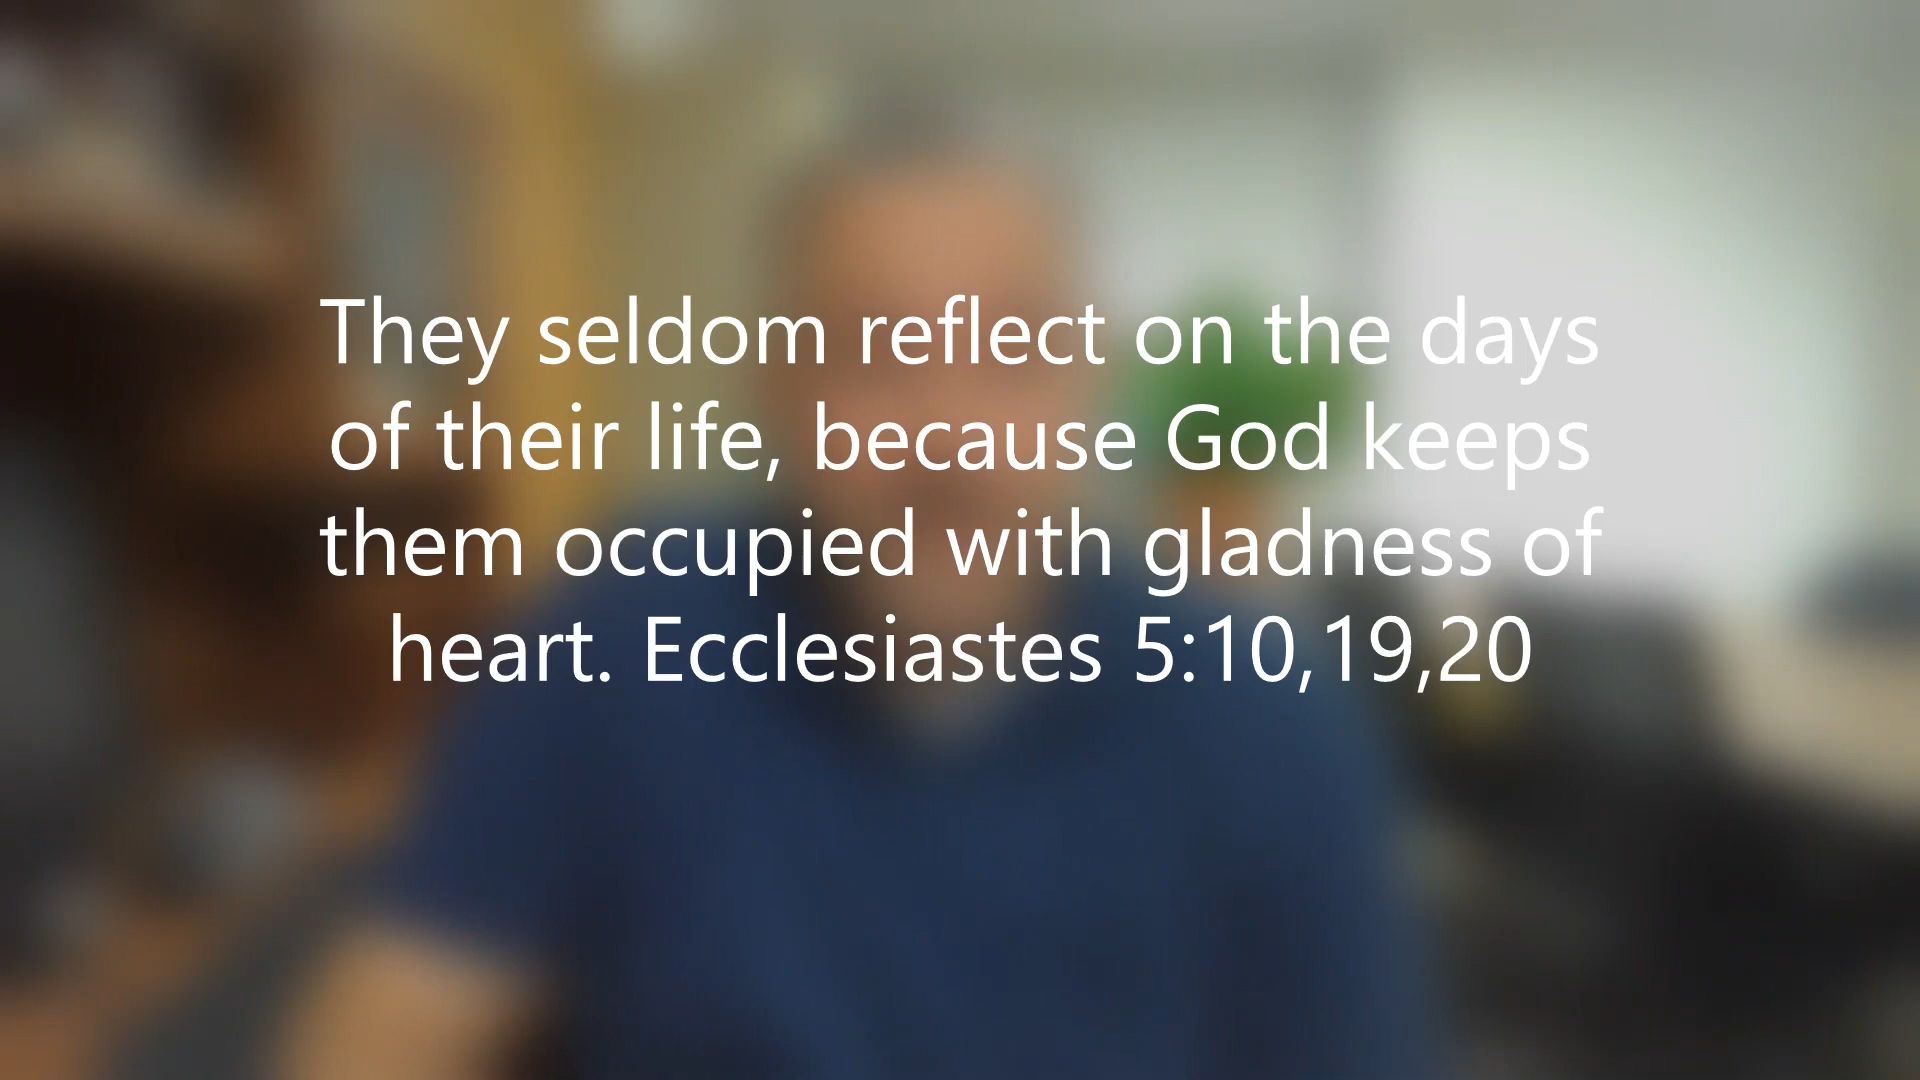 They seldom reflect on the days
of their life, because God keeps
them occupied with gladness of
heart. Ecclesiastes 5:10,19,20